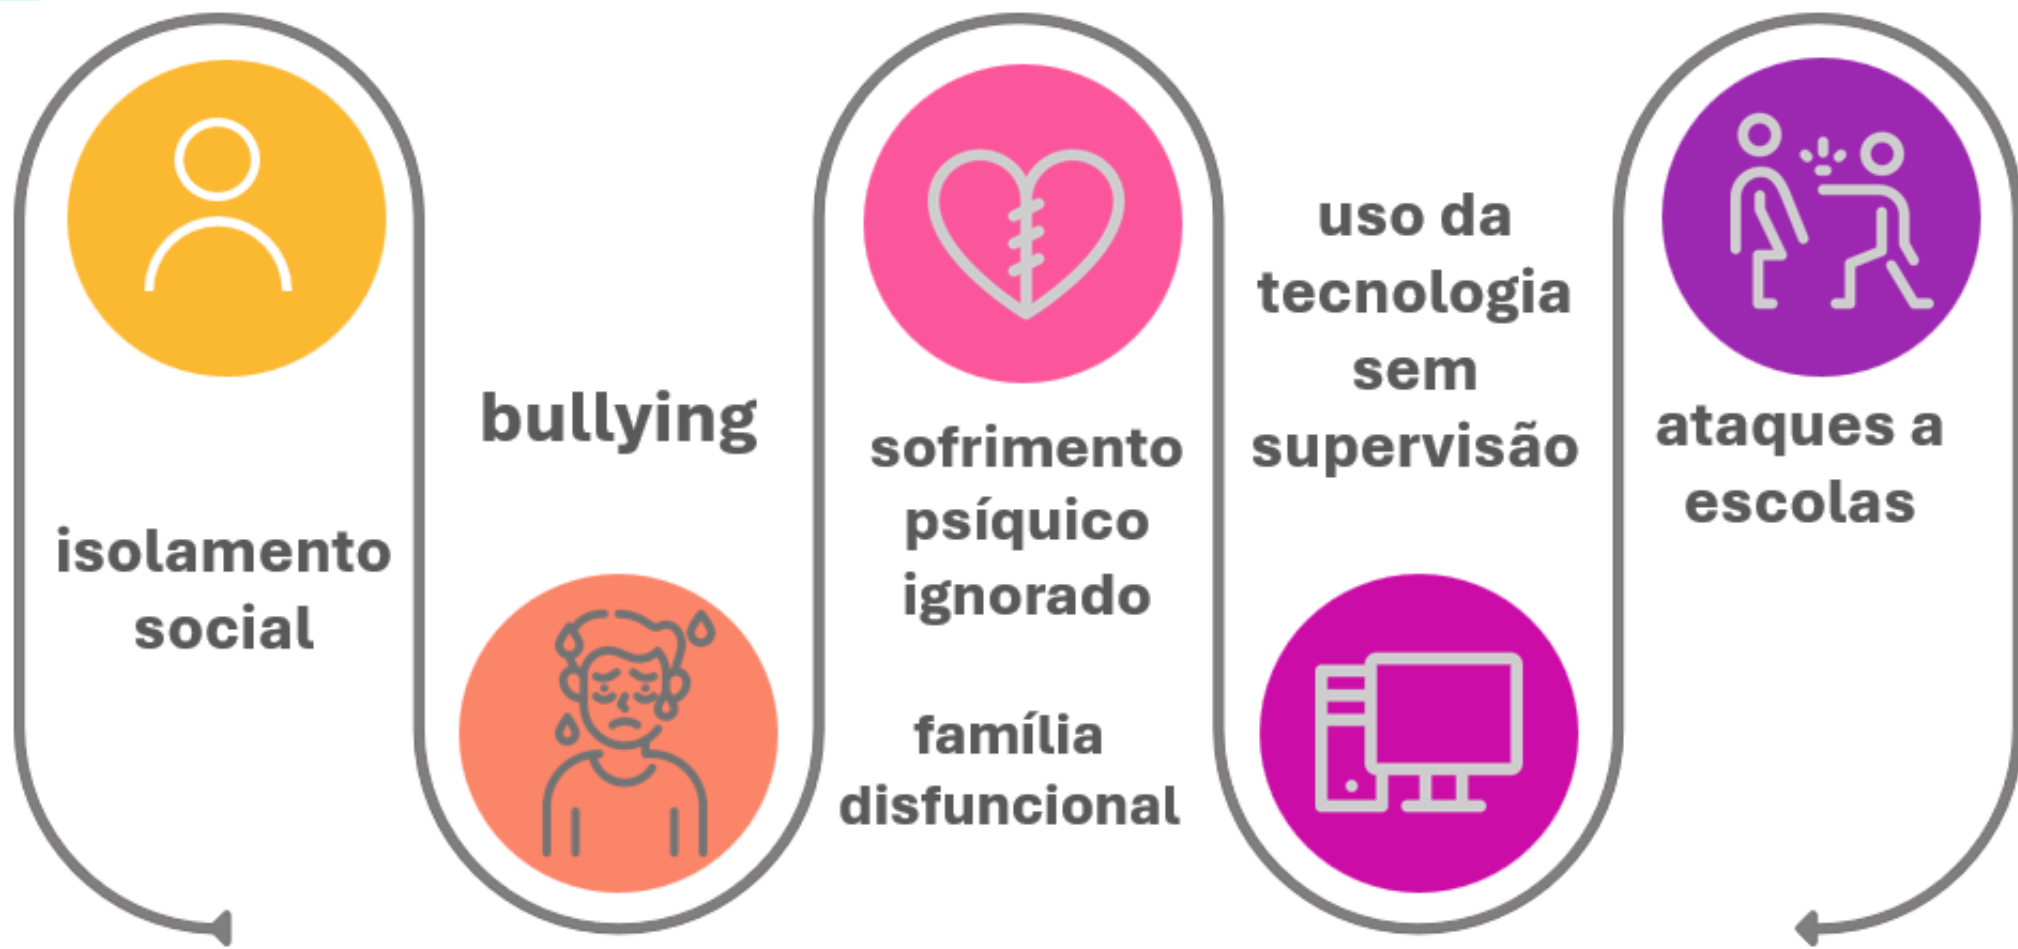 isolamento
social
bullying
sofrimento
psíquico
ignorado
família
disfuncional
uso da
tecnologia
sem
supervisão
ataques a
escolas